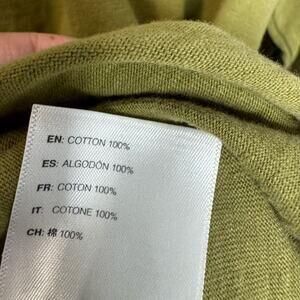 EN: COTTON 100%
ES: ALGODÓN 100%
FR: COTON 100%
IT: COTONE 100%
CH: 棉 100%